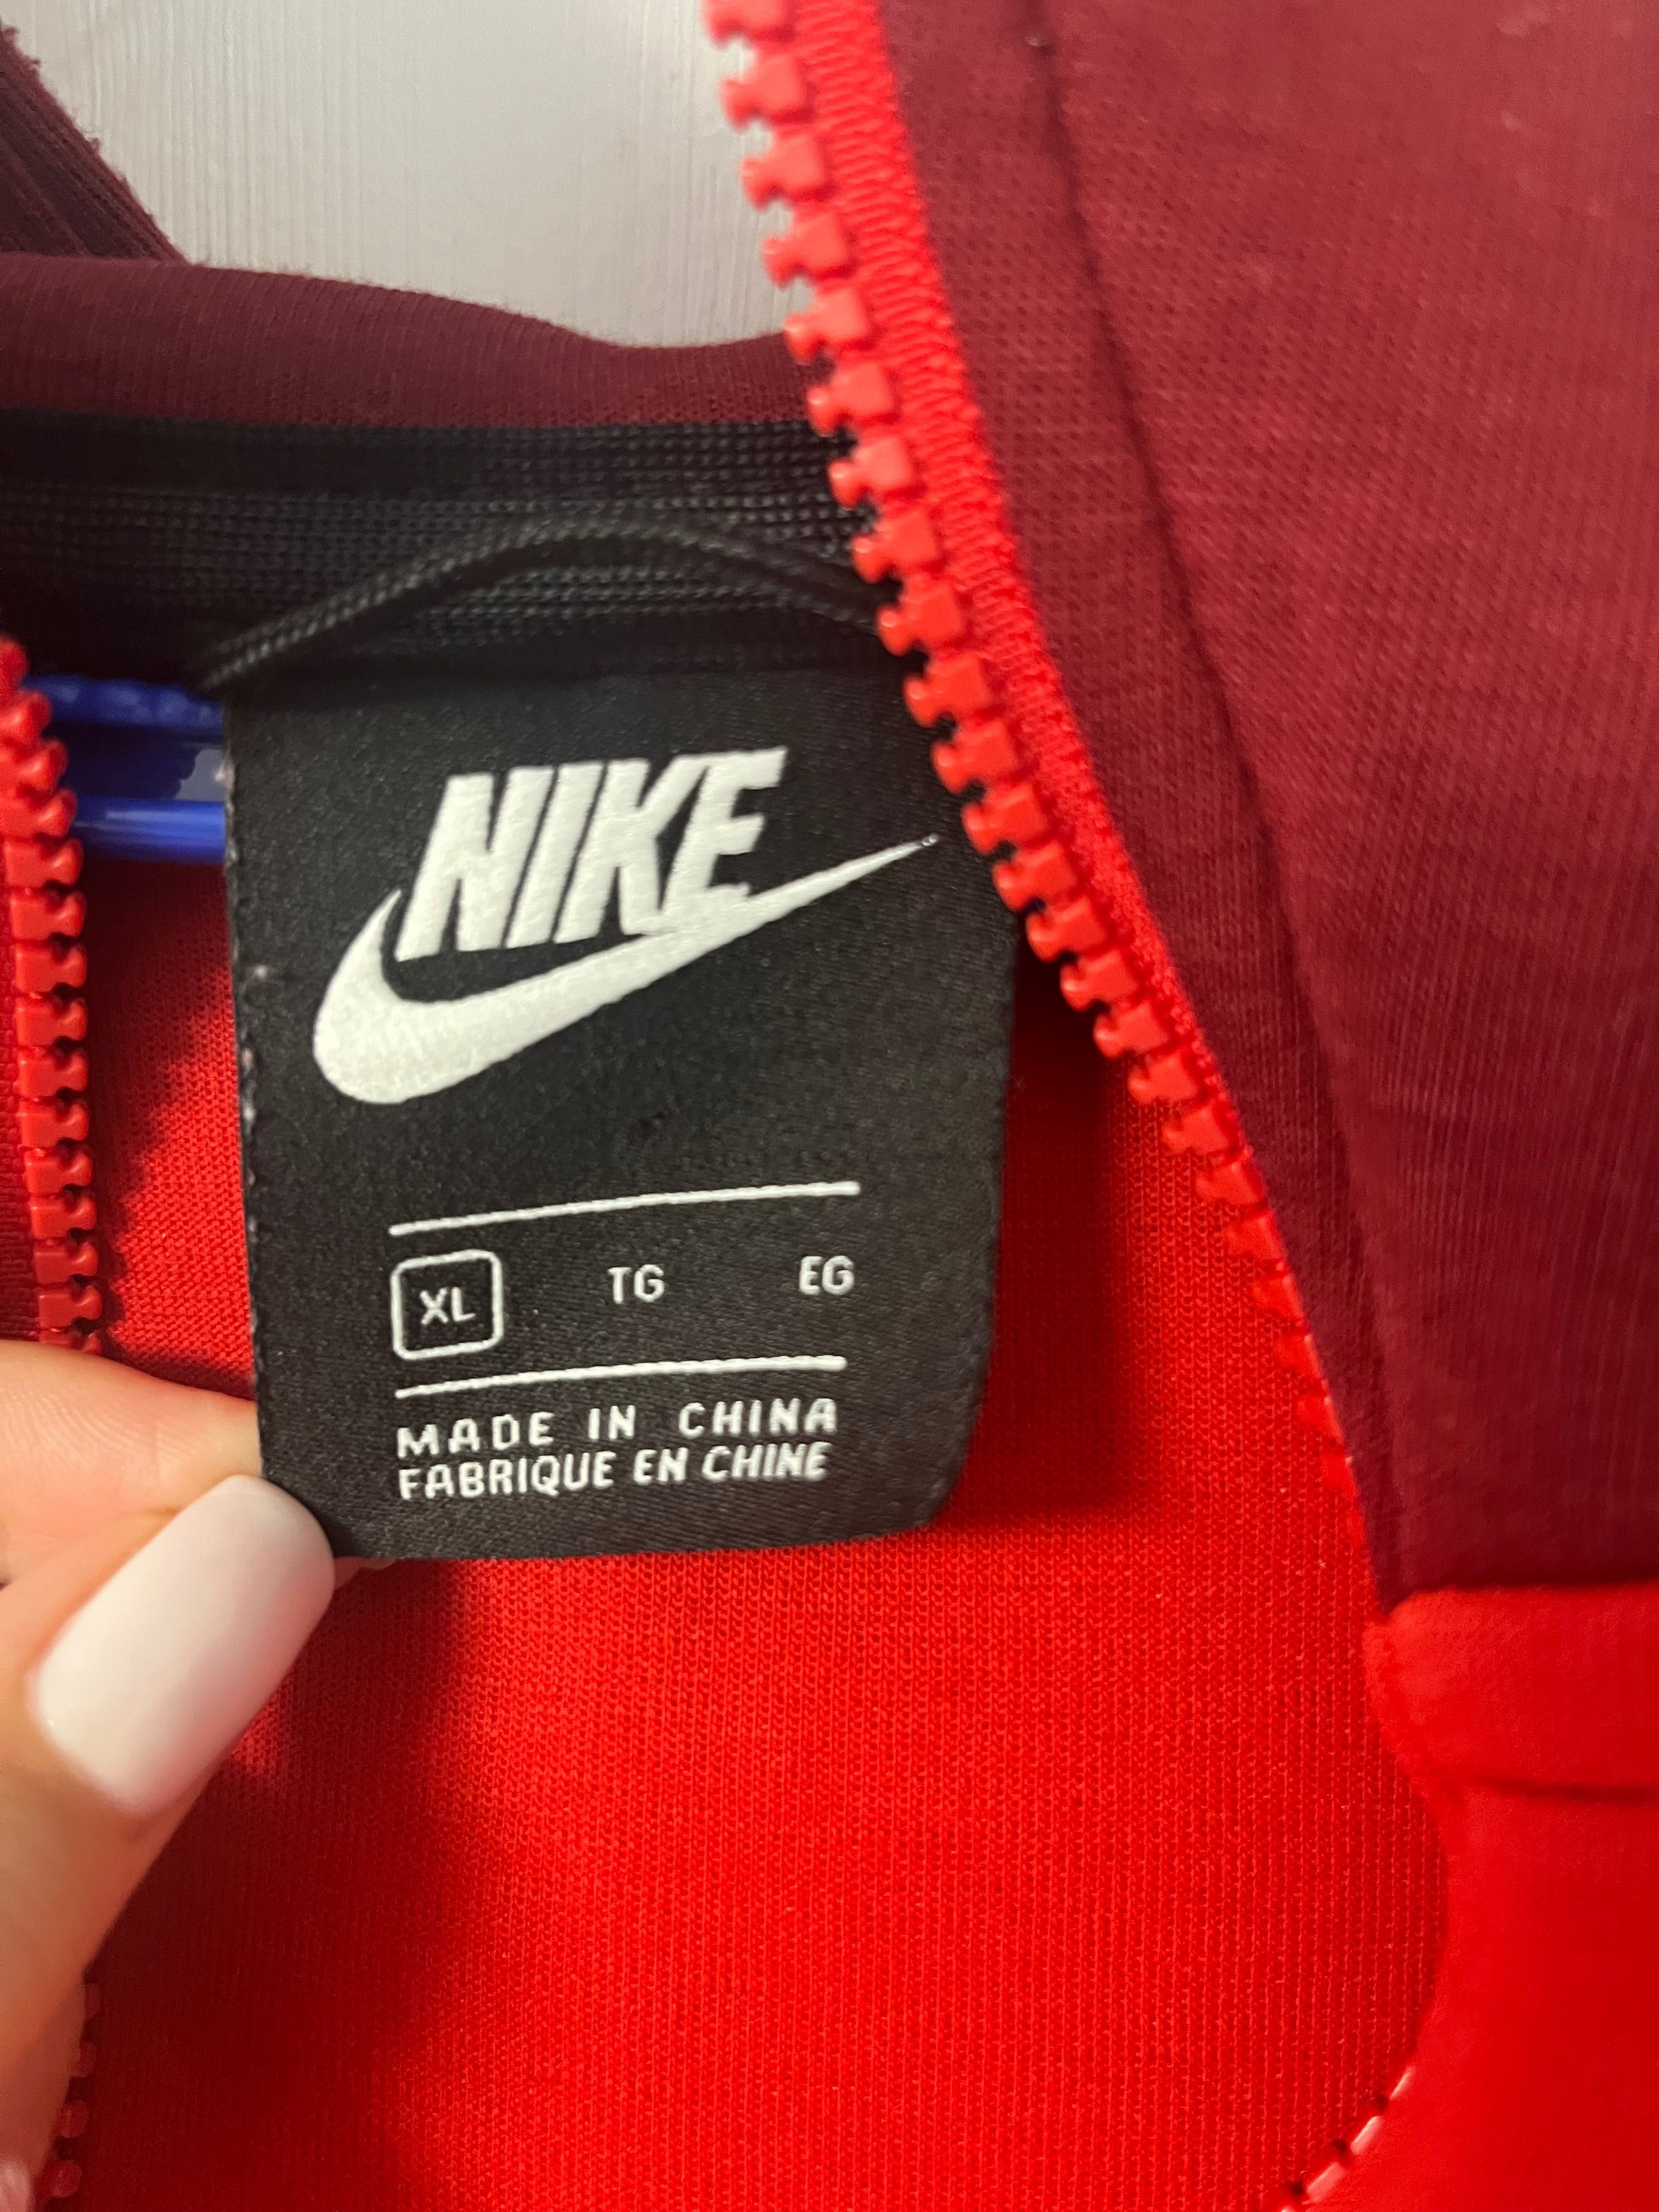 NIKE
XL TG EG
MADE IN CHINA
FABRIQUE EN CHINE